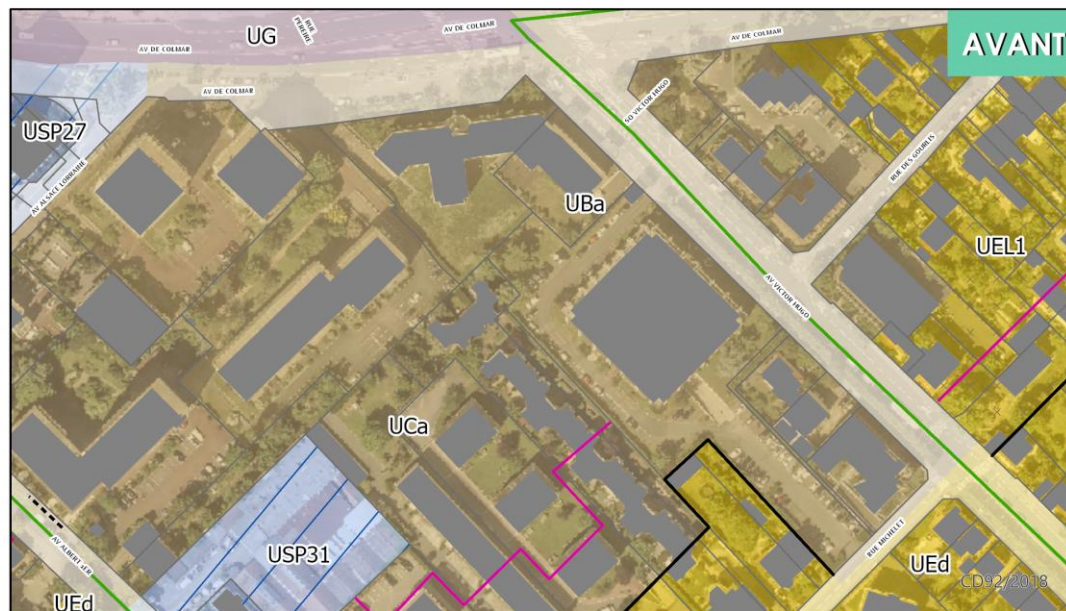 AVANT
UG
RUE PEREIRE
AV DE COLMAR
AV DE COLMAR
AV DE COLMAR
AV DE COLMAR
USP27
AV ALSACE LORRAINE
SQ VICTOR HUGO
RUE DES GOURLIS
UBa
UEL1
AV VICTOR HUGO
UCa
USP31
RUE MICHELET
AV ALBERT 1ER
UEd
UEd
CD92/2018